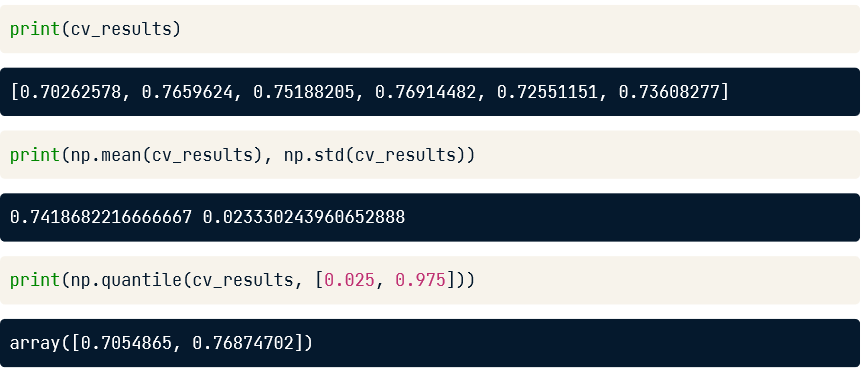 print(cv_results)
[0.70262578, 0.7659624, 0.75188205, 0.76914482, 0.72551151, 0.73608277]
print(np.mean(cv_results), np.std(cv_results))
0.7418682216666667 0.023330243960652888
print(np.quantile(cv_results, [0.025, 0.975]))
array([0.7054865, 0.76874702])